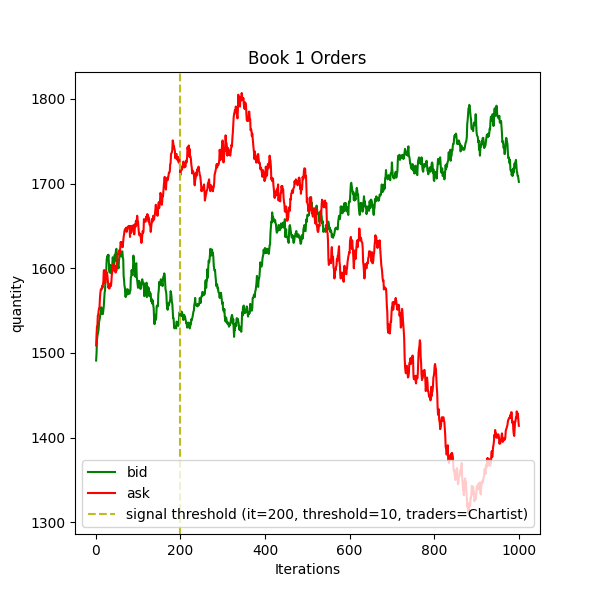 Book 1 Orders
quantity
1800
1700
1600
1500
1400
1300
bid
ask
signal threshold (it=200, threshold=10, traders=Chartist)
0 200 400 600 800 1000
Iterations